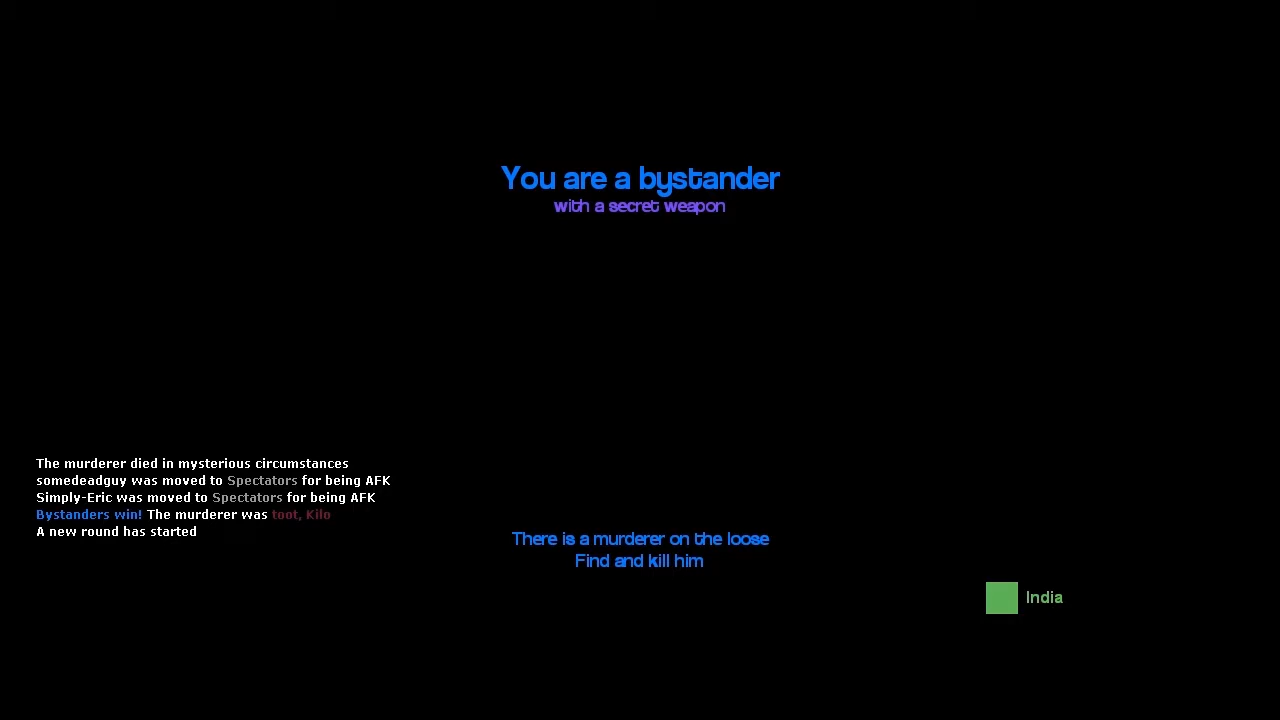 You are a bystander
with a secret weapon
The murderer died in mysterious circumstances
somedeadguy was moved to Spectators for being AFK
Simply-Eric was moved to Spectators for being AFK
Bystanders win! The murderer was toot, Kilo
A new round has started
There is a murderer on the loose
Find and kill him
India